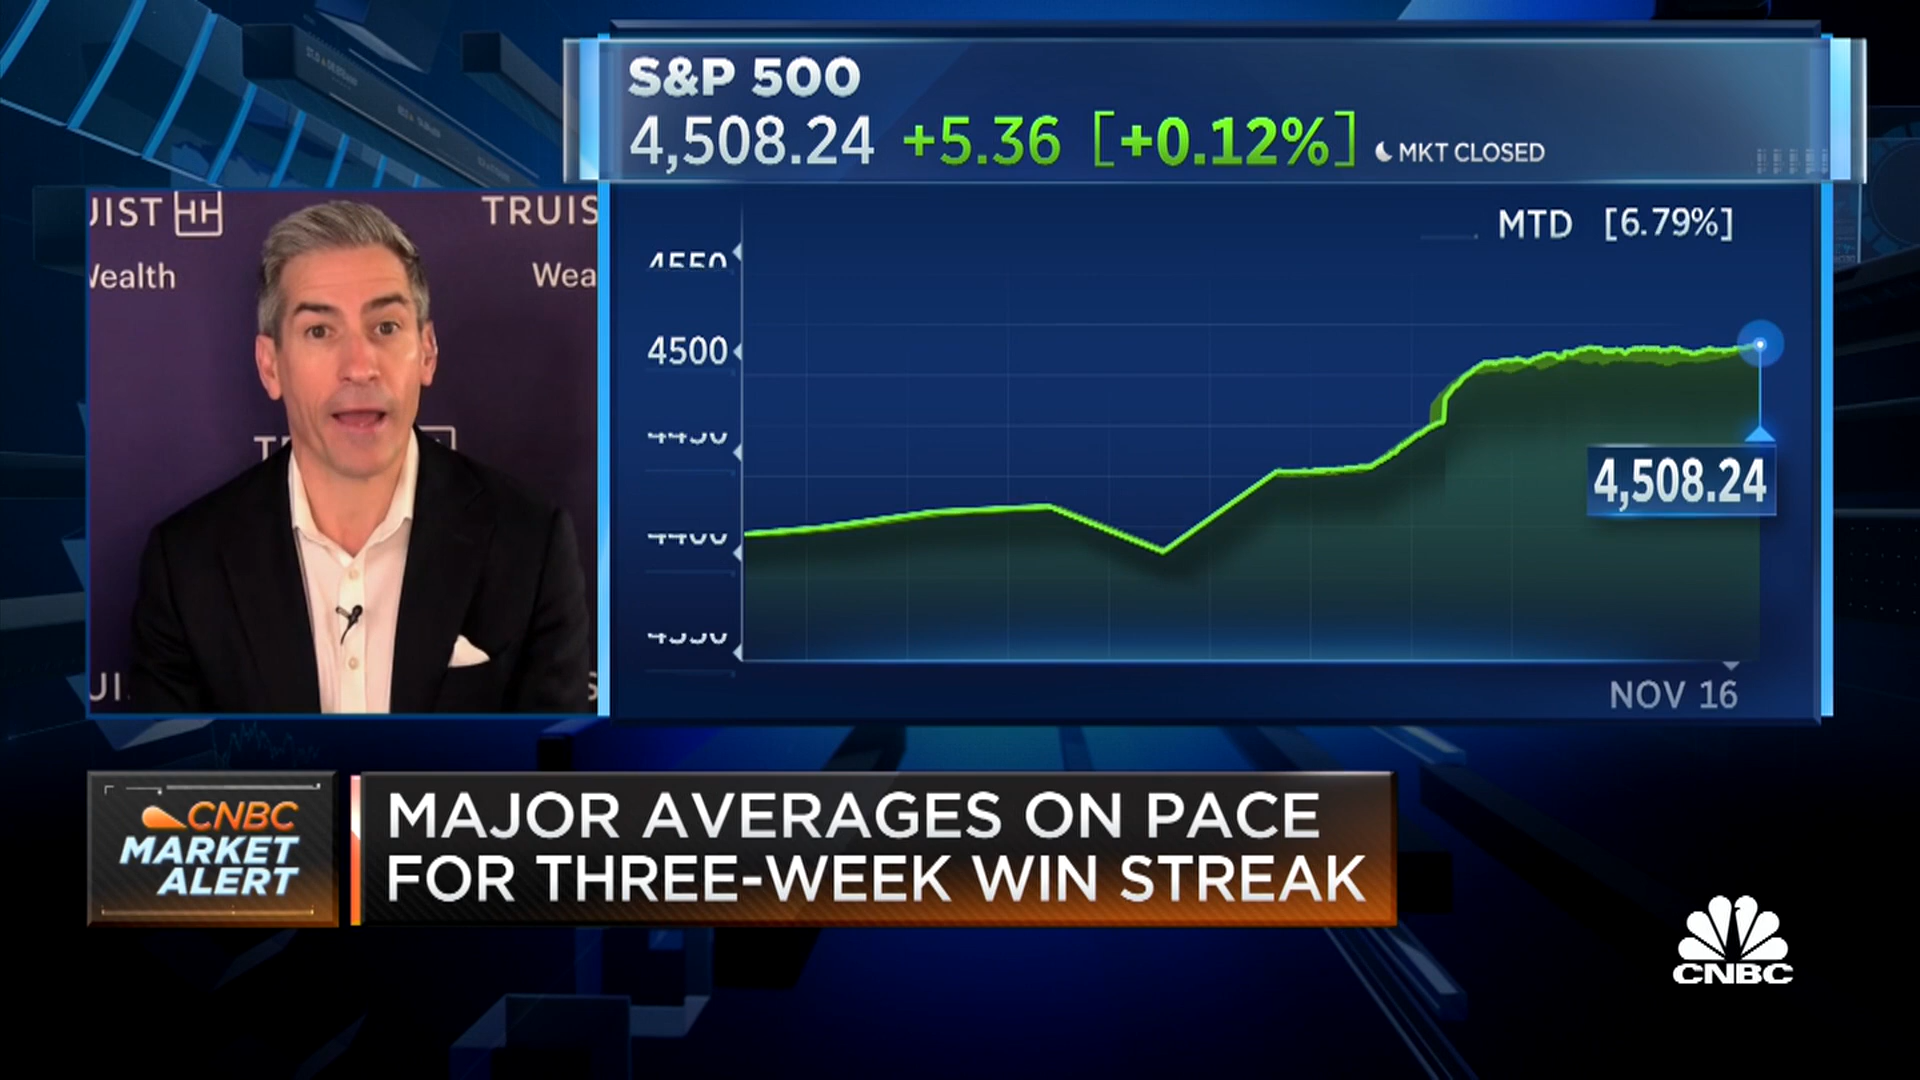 S&P 500
4,508.24 +5.36 [+0.12%] MKT CLOSED
MTD [6.79%]
4500
4,508.24
NOV 16
UIST
TRUIS
Wealth
Wea
CNBC
MARKET
ALERT
MAJOR AVERAGES ON PACE
FOR THREE-WEEK WIN STREAK
CNBC